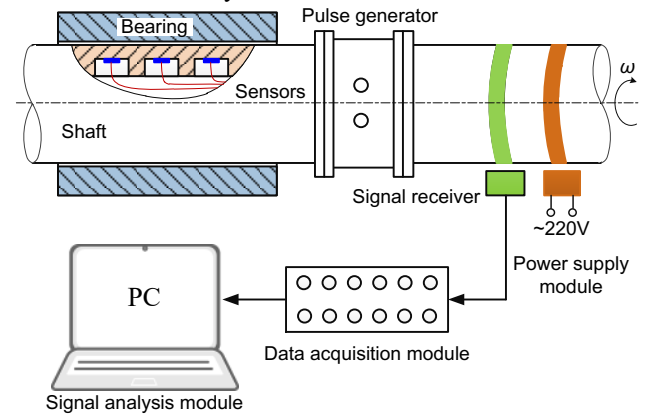 Pulse generator
Bearing
Sensors
ω
Shaft
Signal receiver
~220V
Power supply
module
PC
Data acquisition module
Signal analysis module